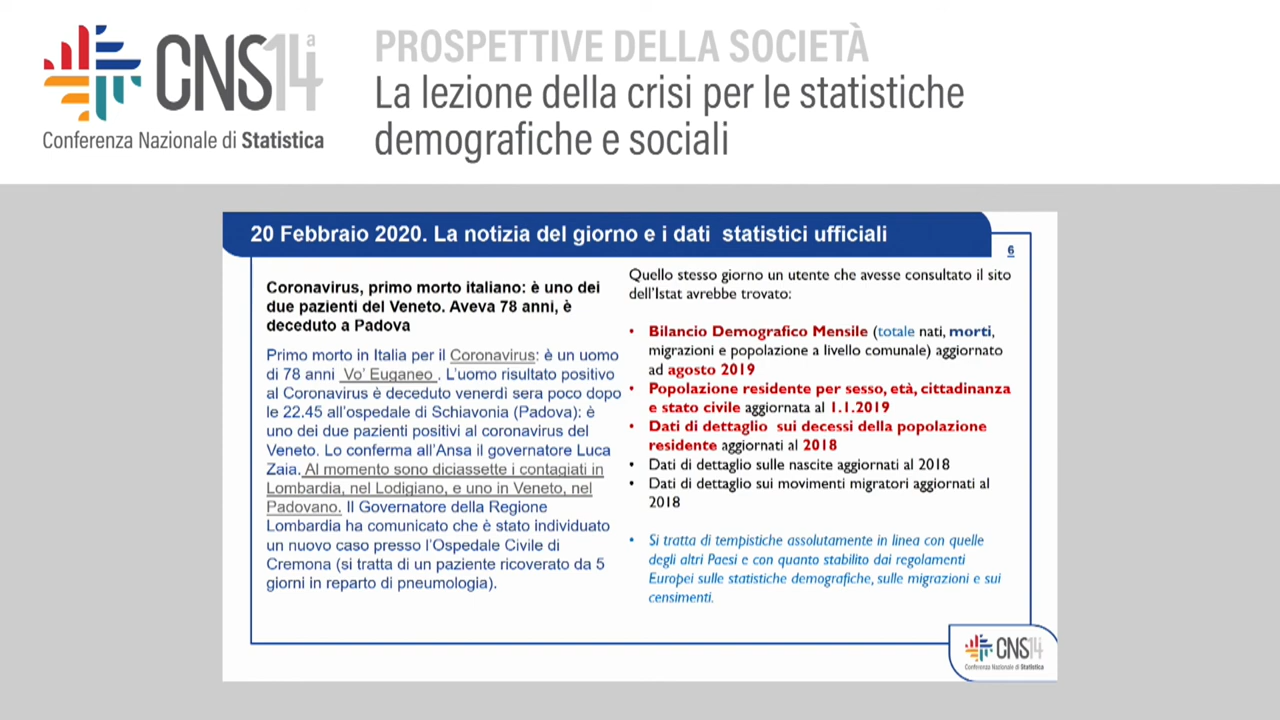 CNS14a
Conferenza Nazionale di Statistica
PROSPETTIVE DELLA SOCIETÀ
La lezione della crisi per le statistiche
demografiche e sociali
20 Febbraio 2020. La notizia del giorno e i dati statistici ufficiali
6
Coronavirus, primo morto italiano: è uno dei
due pazienti del Veneto. Aveva 78 anni, è
deceduto a Padova
Primo morto in Italia per il Coronavirus: è un uomo
di 78 anni Vo' Euganeo . L'uomo risultato positivo
al Coronavirus è deceduto venerdì sera poco dopo
le 22.45 all'ospedale di Schiavonia (Padova): è
uno dei due pazienti positivi al coronavirus del
Veneto. Lo conferma all'Ansa il governatore Luca
Zaia. Al momento sono diciassette i contagiati in
Lombardia, nel Lodigiano, e uno in Veneto, nel
Padovano. Il Governatore della Regione
Lombardia ha comunicato che è stato individuato
un nuovo caso presso l'Ospedale Civile di
Cremona (si tratta di un paziente ricoverato da 5
giorni in reparto di pneumologia).
Quello stesso giorno un utente che avesse consultato il sito
dell'Istat avrebbe trovato:
• Bilancio Demografico Mensile (totale nati, morti,
migrazioni e popolazione a livello comunale) aggiornato
ad agosto 2019
• Popolazione residente per sesso, età, cittadinanza
e stato civile aggiornata al 1.1.2019
• Dati di dettaglio sui decessi della popolazione
residente aggiornati al 2018
• Dati di dettaglio sulle nascite aggiornati al 2018
• Dati di dettaglio sui movimenti migratori aggiornati al
2018
• Si tratta di tempistiche assolutamente in linea con quelle
degli altri Paesi e con quanto stabilito dai regolamenti
Europei sulle statistiche demografiche, sulle migrazioni e sui
censimenti.
CNS14
Conferenza Nazionale di Statistica